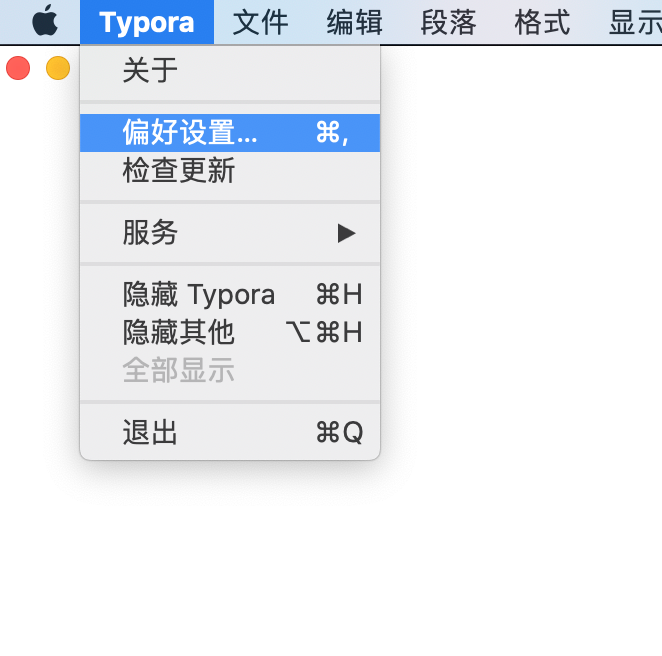 Typora 文件 编辑 段落 格式 显示
关于
偏好设置... ⌘,
检查更新
服务 ▶
隐藏 Typora ⌘H
隐藏其他 ⌥⌘H
全部显示
退出 ⌘Q